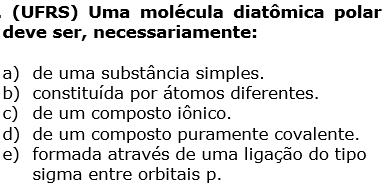 . (UFRS) Uma molécula diatômica polar
deve ser, necessariamente:
a) de uma substância simples.
b) constituída por átomos diferentes.
c) de um composto iônico.
d) de um composto puramente covalente.
e) formada através de uma ligação do tipo
sigma entre orbitais p.